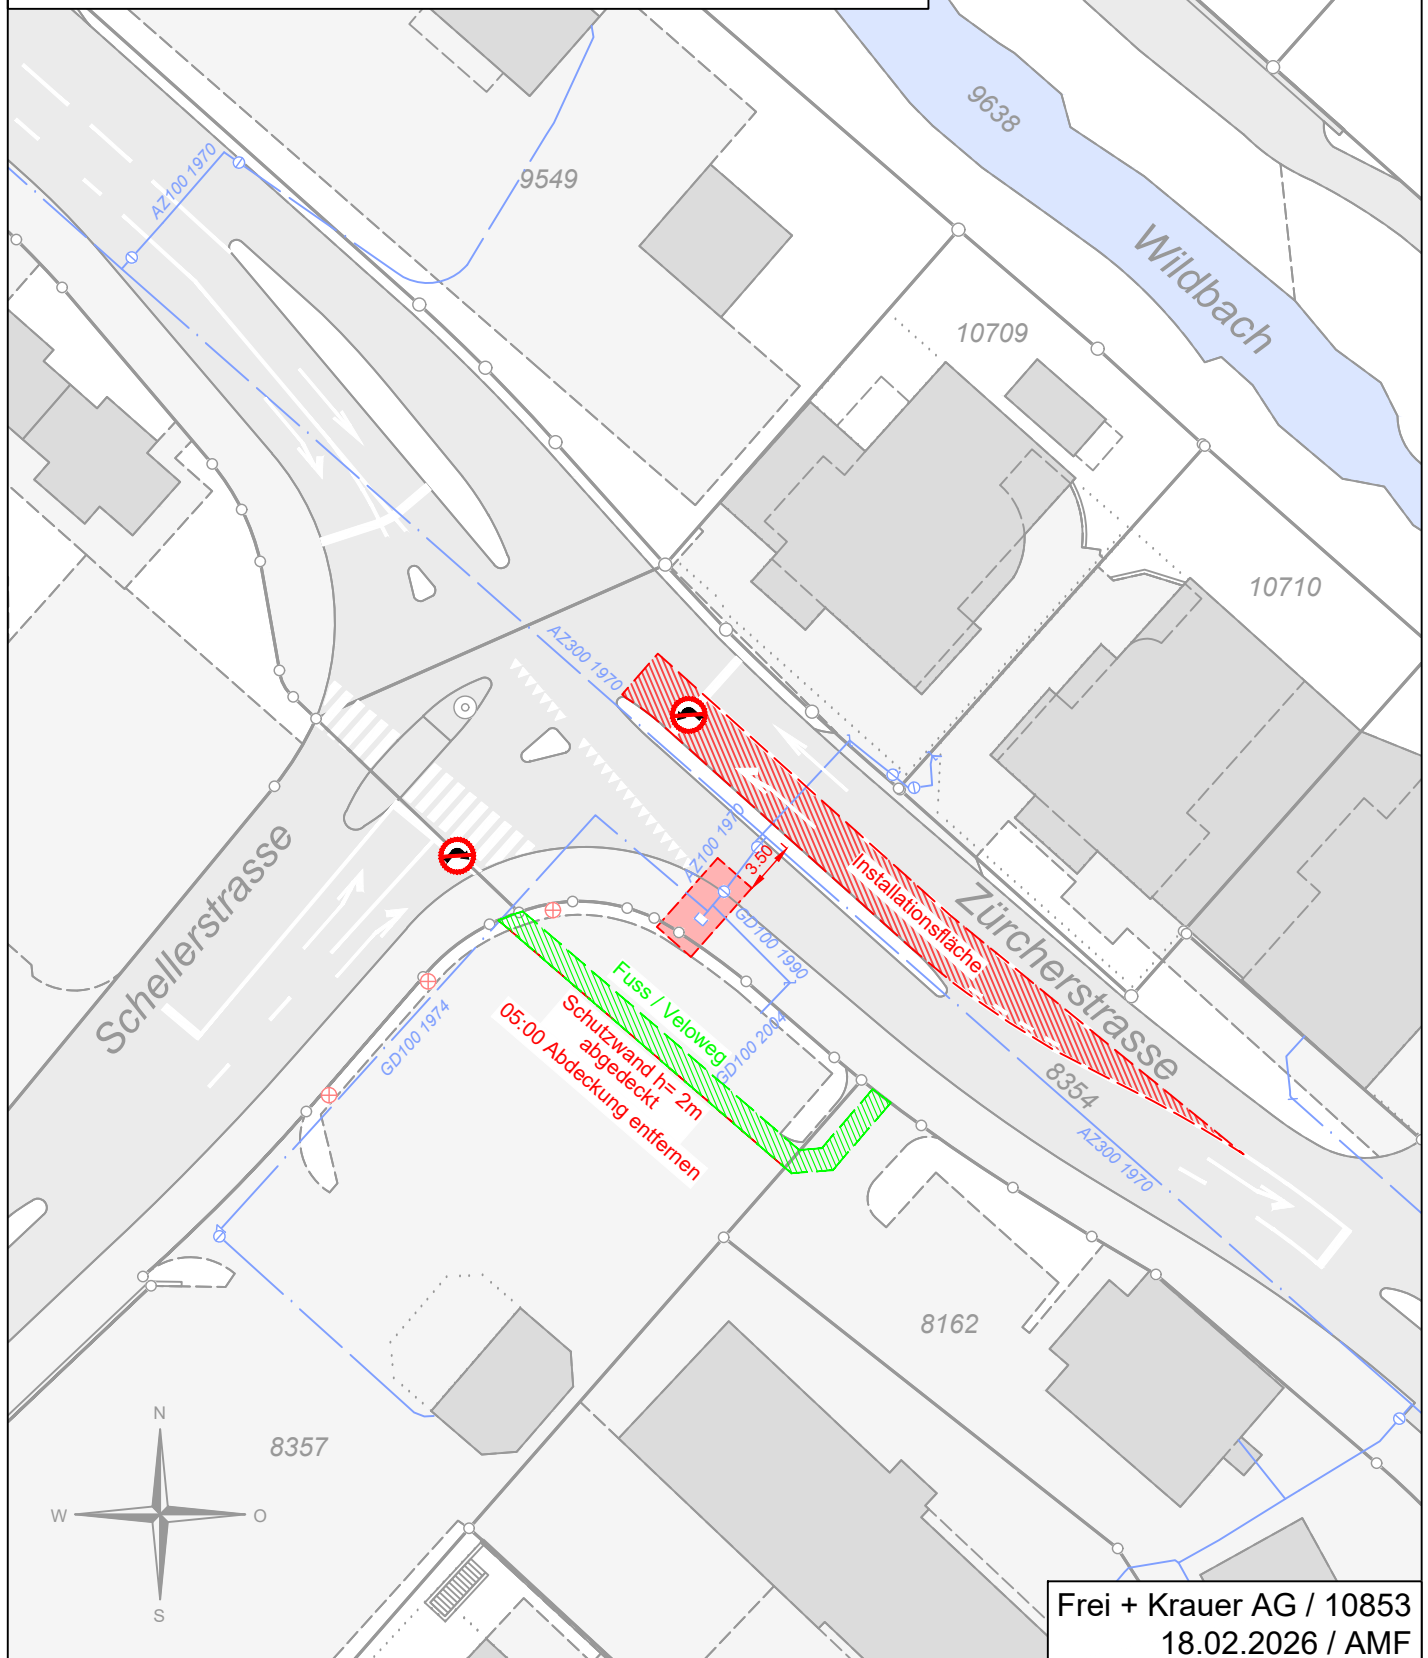 9638
AZ100 1970
9549
Wildbach
10709
10710
AZ300 1970
AZ100 1970
3.50
Installationsfläche
Zürcherstrasse
Schellerstrasse
GD100 1990
Fuss / Veloweg
Schutzwand h= 2m
abgedeckt
05:00 Abdeckung entfernen
GD100 1974
GD100 2004
8354
AZ300 1970
8162
8357
N
W
O
S
Frei + Krauer AG / 10853
18.02.2026 / AMF